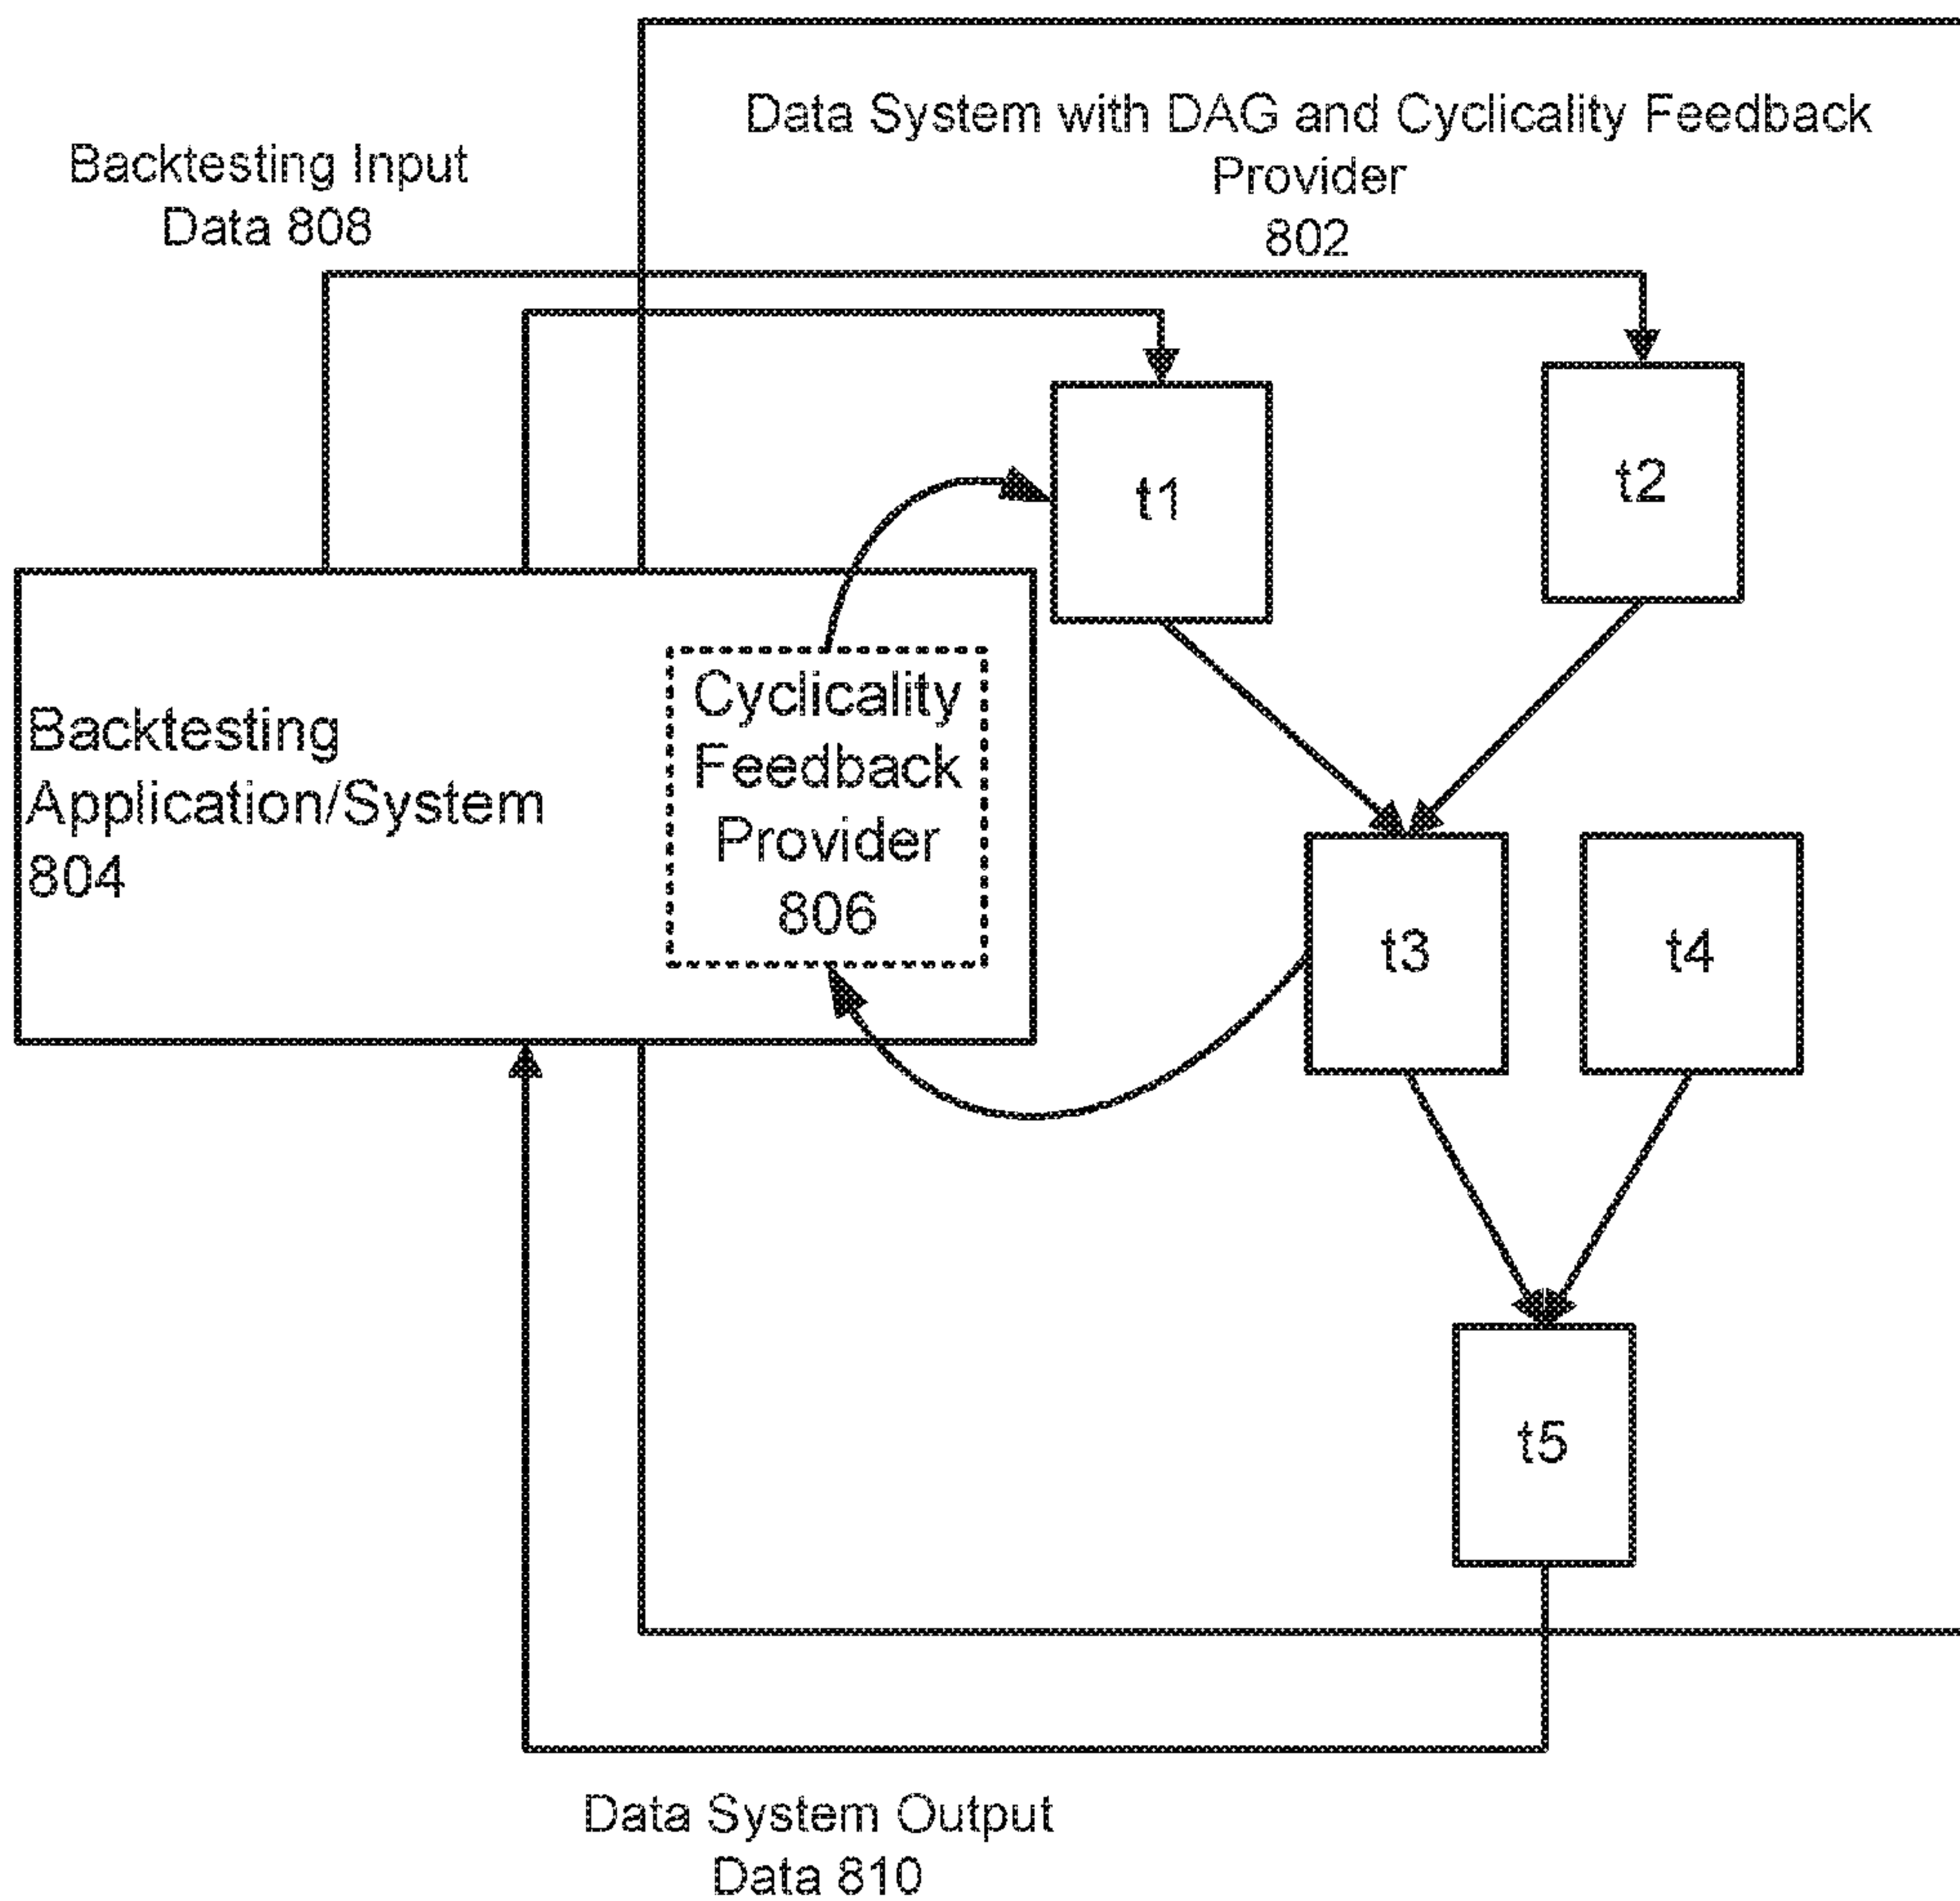 Data System with DAG and Cyclicality Feedback
Provider
802
Backtesting Input
Data 808
t1
t2
Backtesting
Application/System
804
Cyclicality
Feedback
Provider
806
t3
t4
t5
Data System Output
Data 810